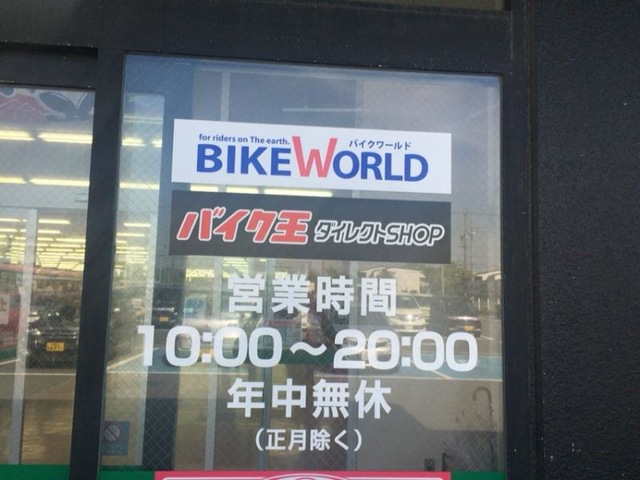 for riders on The earth.
バイクワールド
BIKEWORLD
バイク王 ダイレクトSHOP
営業時間
10:00～20:00
年中無休
(正月除く)